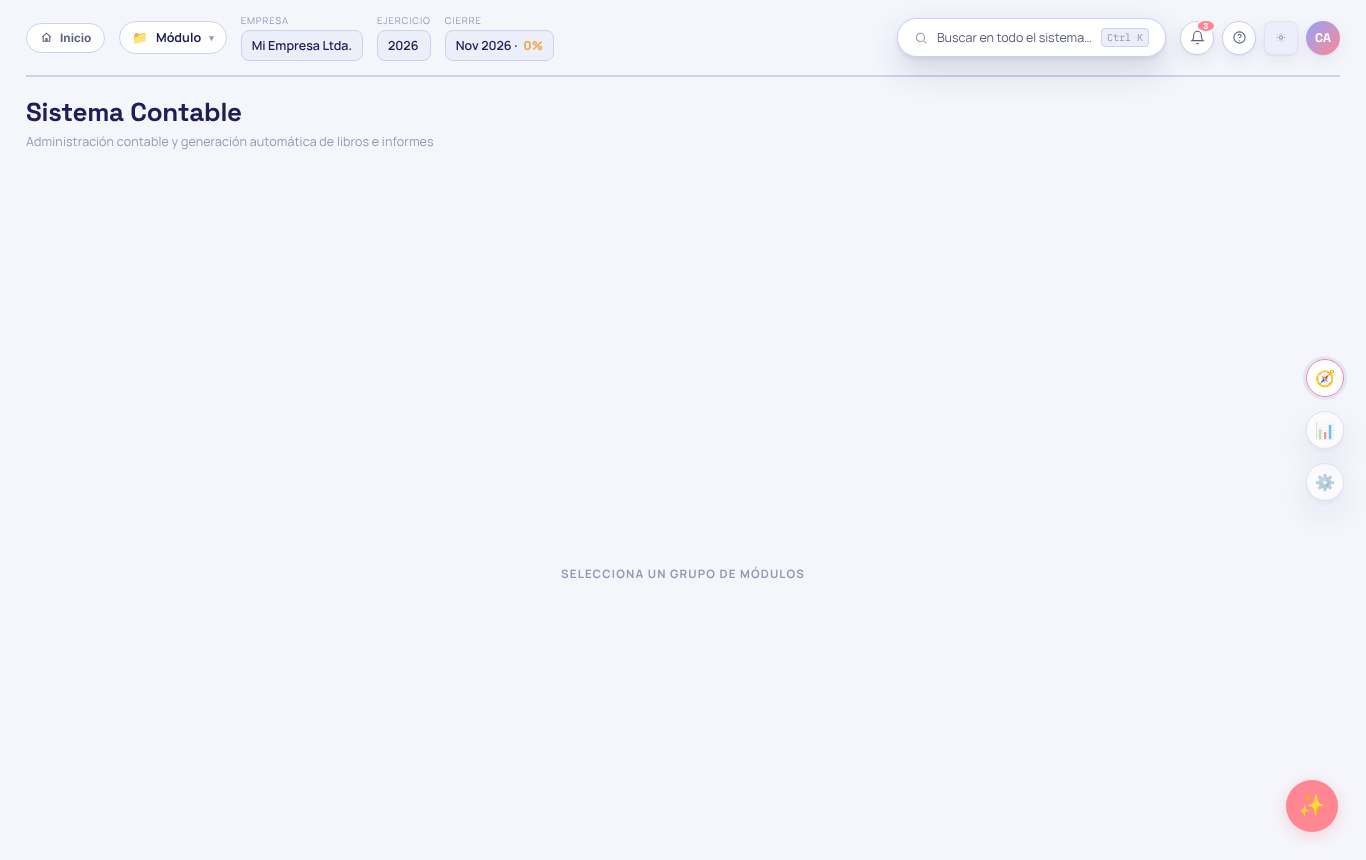 Inicio
Módulo
EMPRESA
Mi Empresa Ltda.
EJERCICIO
2026
CIERRE
Nov 2026 · 0%
Buscar en todo el sistema... Ctrl K
3
CA
Sistema Contable
Administración contable y generación automática de libros e informes
SELECCIONA UN GRUPO DE MÓDULOS